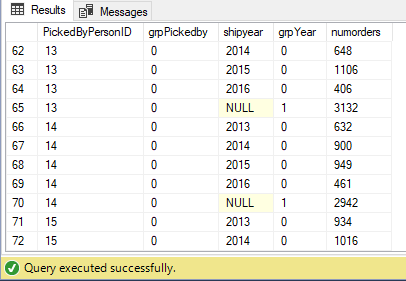 Results Messages
PickedByPersonID grpPickedby shipyear grpYear numorders
62 13 0 2014 0 648
63 13 0 2015 0 1106
64 13 0 2016 0 406
65 13 0 NULL 1 3132
66 14 0 2013 0 632
67 14 0 2014 0 900
68 14 0 2015 0 949
69 14 0 2016 0 461
70 14 0 NULL 1 2942
71 15 0 2013 0 934
72 15 0 2014 0 1016
Query executed successfully.